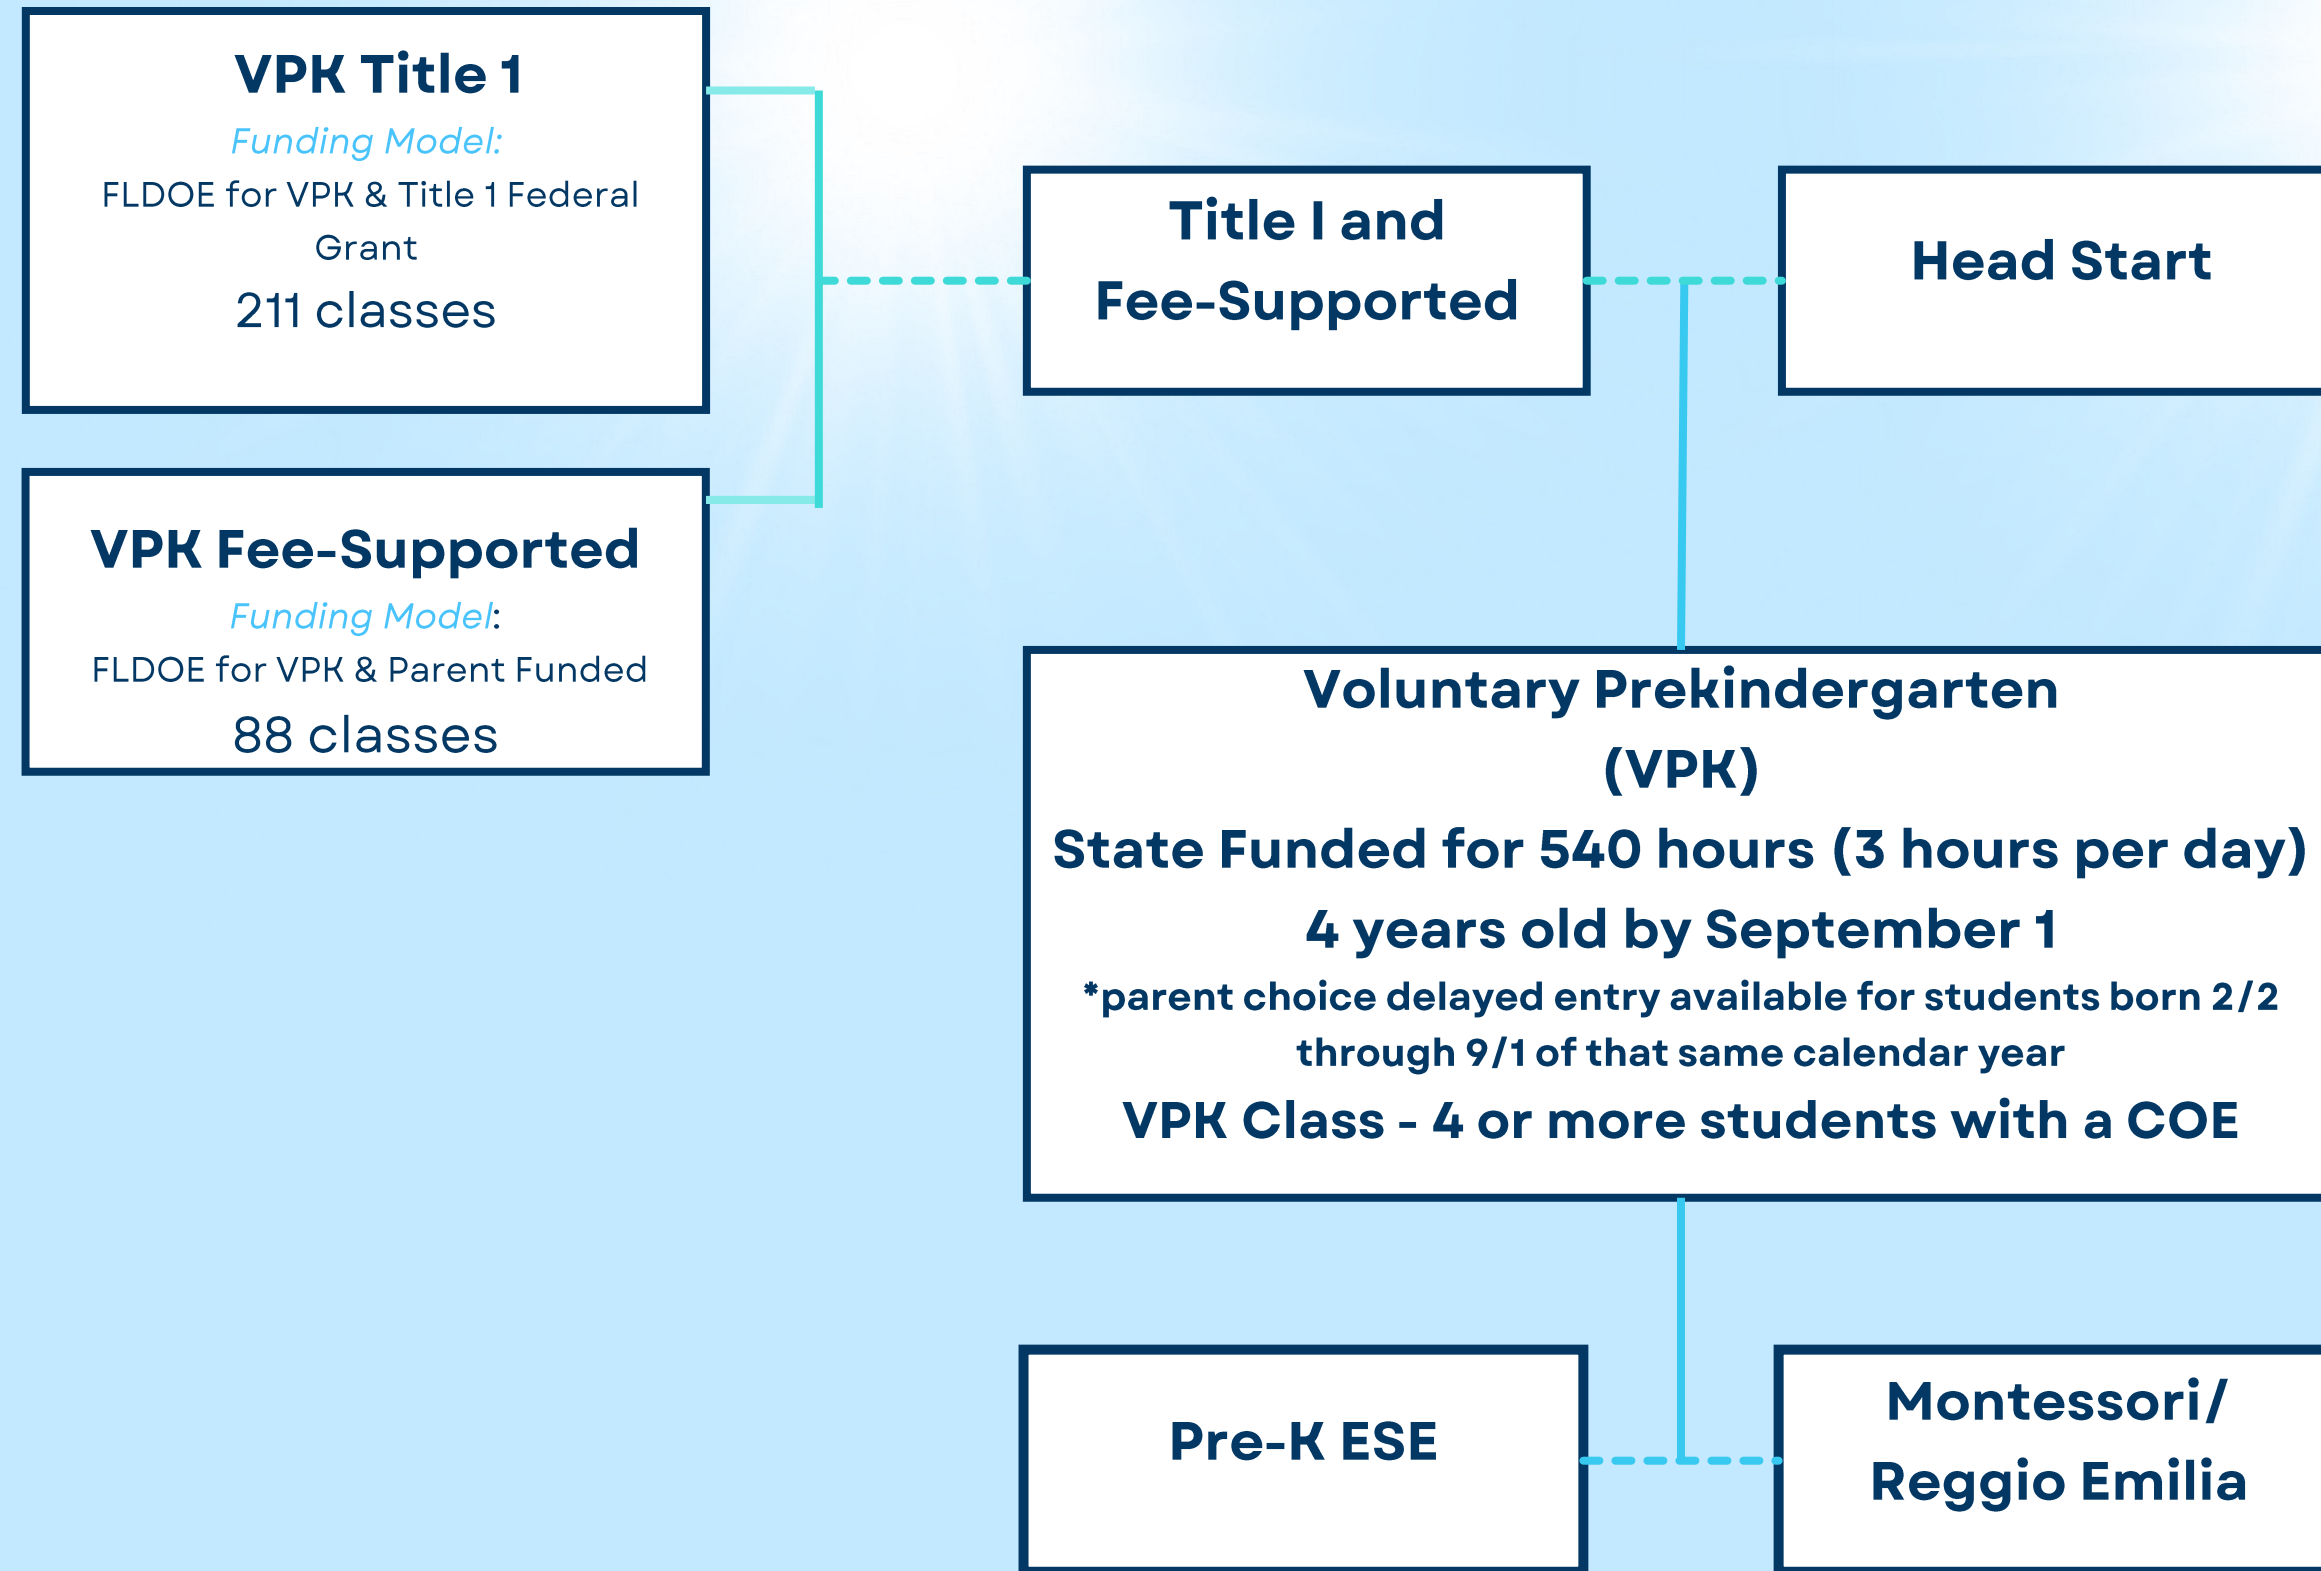 VPK Title 1
Funding Model:
FLDOE for VPK & Title 1 Federal
Grant
211 classes
VPK Fee-Supported
Funding Model:
FLDOE for VPK & Parent Funded
88 classes
Title I and
Fee-Supported
Head Start
Voluntary Prekindergarten
(VPK)
State Funded for 540 hours (3 hours per day)
4 years old by September 1
*parent choice delayed entry available for students born 2/2
through 9/1 of that same calendar year
VPK Class - 4 or more students with a COE
Pre-K ESE
Montessori/
Reggio Emilia